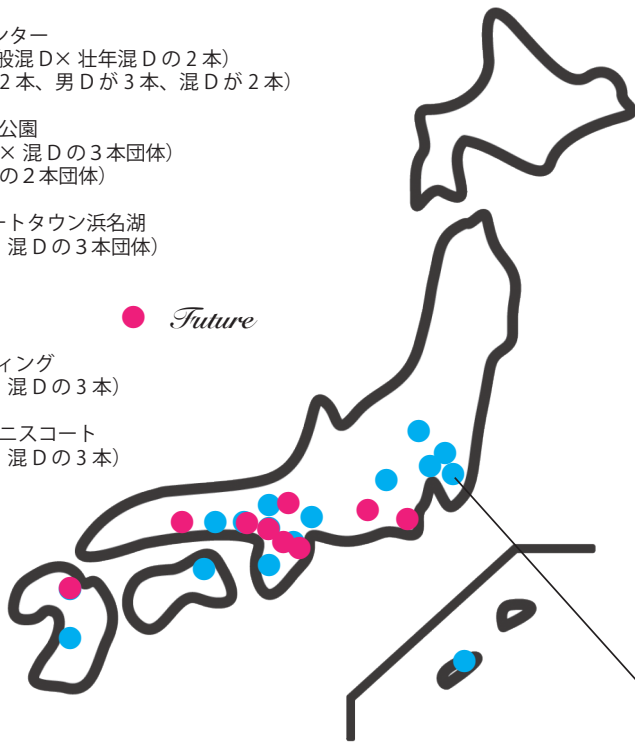 ンター
般混D×壮年混Dの2本）
2本、男Dが3本、混Dが2本）
公園
×混Dの3本団体）
の2本団体）
ートタウン浜名湖
混Dの3本団体）
Future
ィング
混Dの3本）
ニスコート
混Dの3本）